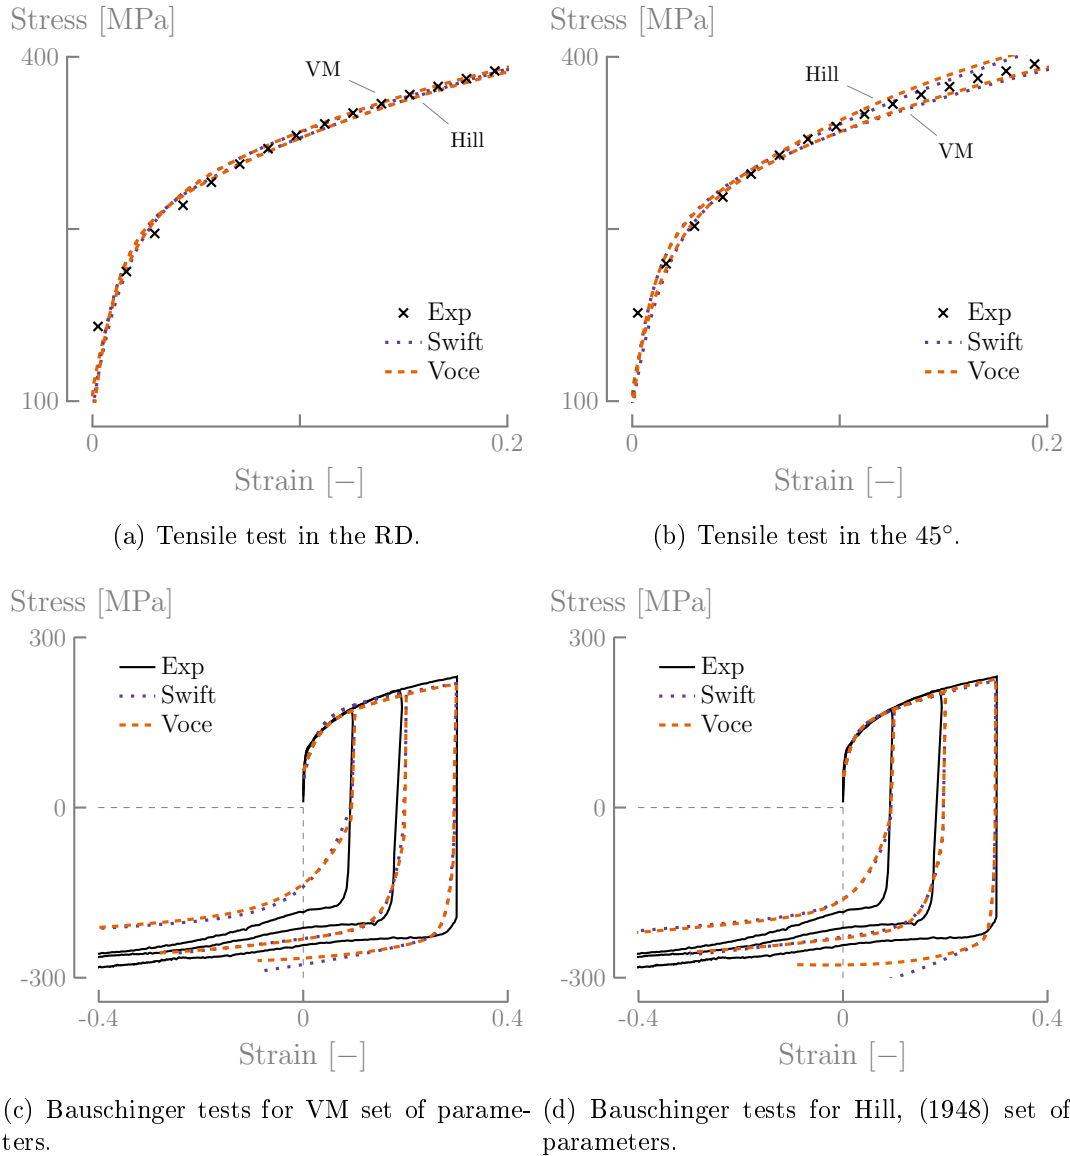 Stress [MPa]
400
100
VM
Hill
Exp
Swift
Voce
0
0.2
Strain [−]
(a) Tensile test in the RD.
Stress [MPa]
400
100
Hill
VM
Exp
Swift
Voce
0
0.2
Strain [−]
(b) Tensile test in the 45°.
Stress [MPa]
300
0
-300
Exp
Swift
Voce
-0.4
0
0.4
Strain [−]
(c) Bauschinger tests for VM set of parame-
ters.
Stress [MPa]
300
0
-300
Exp
Swift
Voce
-0.4
0
0.4
Strain [−]
(d) Bauschinger tests for Hill, (1948) set of
parameters.